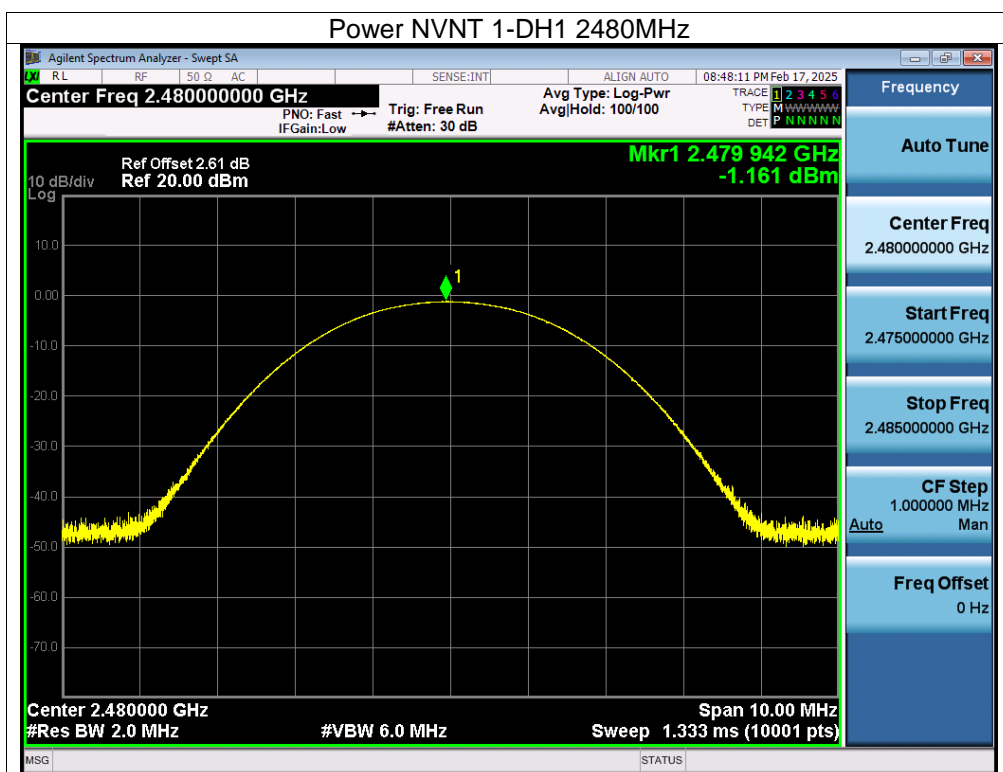 Power NVNT 1-DH1 2480MHz
Agilent Spectrum Analyzer - Swept SA
LXI RL RF 50 Ω AC SENSE:INT ALIGN AUTO 08:48:11 PM Feb 17, 2025
Center Freq 2.480000000 GHz
PNO: Fast
IFGain:Low
Trig: Free Run
#Atten: 30 dB
Avg Type: Log-Pwr
Avg|Hold: 100/100
TRACE 1 2 3 4 5 6
TYPE M WWWWW
DET P N N N N N
Mkr1 2.479 942 GHz
-1.161 dBm
Ref Offset 2.61 dB
10 dB/div Ref 20.00 dBm
Log
1
10.0
0.00
-10.0
-20.0
-30.0
-40.0
-50.0
-60.0
-70.0
Center 2.480000 GHz Span 10.00 MHz
#Res BW 2.0 MHz #VBW 6.0 MHz Sweep 1.333 ms (10001 pts)
MSG STATUS
Frequency
Auto Tune
Center Freq
2.480000000 GHz
Start Freq
2.475000000 GHz
Stop Freq
2.485000000 GHz
CF Step
1.000000 MHz
Auto Man
Freq Offset
0 Hz